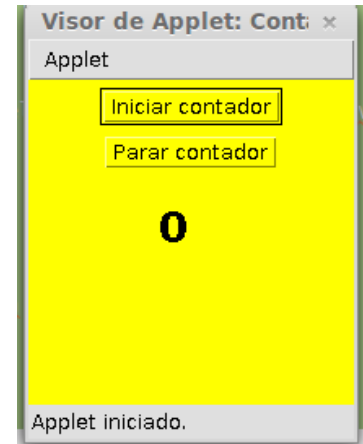 Visor de Applet: Cont
Applet
Iniciar contador
Parar contador
0
Applet iniciado.